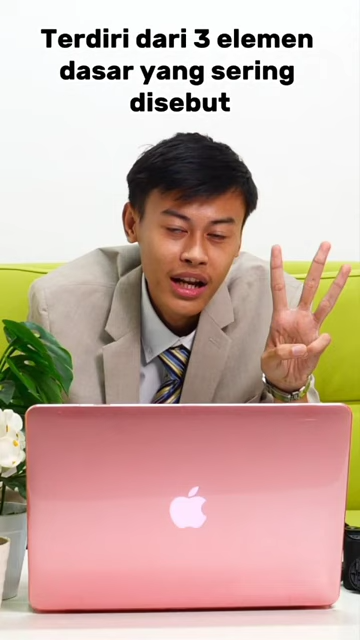 Terdiri dari 3 elemen
dasar yang sering
disebut